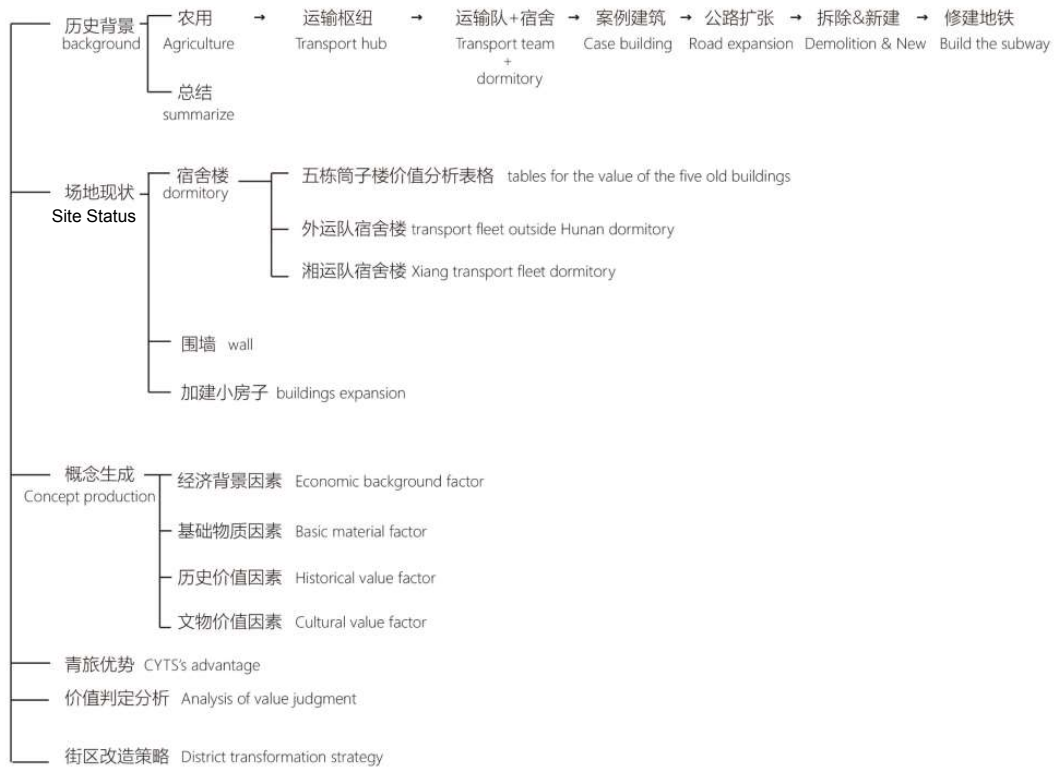 历史背景
background
农用 → 运输枢纽 → 运输队+宿舍 → 案例建筑 → 公路扩张 → 拆除&新建 → 修建地铁
Agriculture Transport hub Transport team Case building Road expansion Demolition & New Build the subway
+
dormitory
总结
summarize
场地现状
Site Status
宿舍楼
dormitory
五栋筒子楼价值分析表格 tables for the value of the five old buildings
外运队宿舍楼 transport fleet outside Hunan dormitory
湘运队宿舍楼 Xiang transport fleet dormitory
围墙 wall
加建小房子 buildings expansion
概念生成
Concept production
经济背景因素 Economic background factor
基础物质因素 Basic material factor
历史价值因素 Historical value factor
文物价值因素 Cultural value factor
青旅优势 CYTS's advantage
价值判定分析 Analysis of value judgment
街区改造策略 District transformation strategy